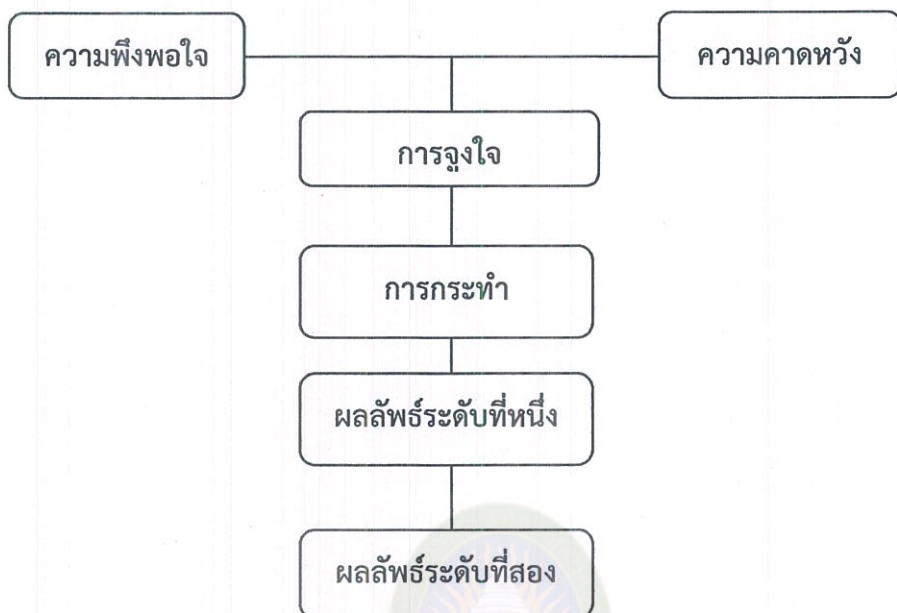 ความพึงพอใจ
ความคาดหวัง
การจูงใจ
การกระทำ
ผลลัพธ์ระดับที่หนึ่ง
ผลลัพธ์ระดับที่สอง